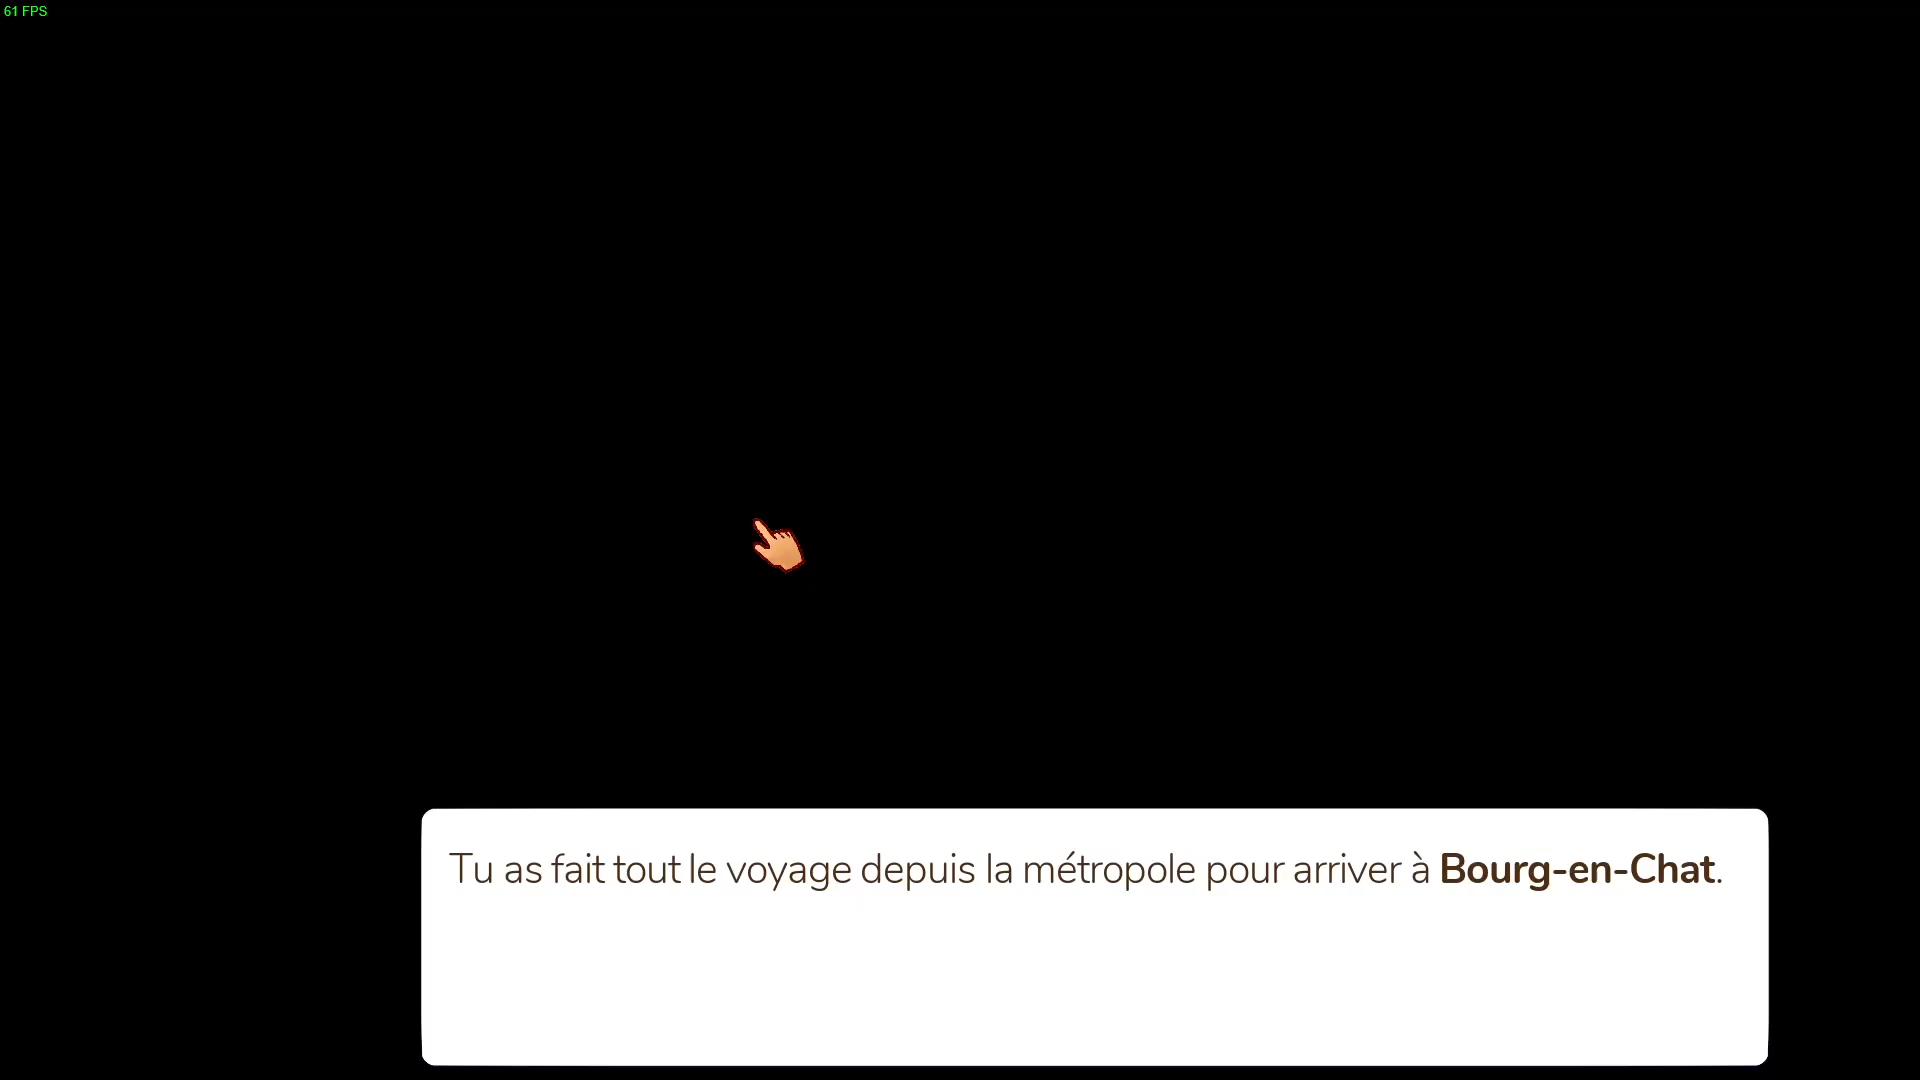 61 FPS
Tu as fait tout le voyage depuis la métropole pour arriver à Bourg-en-Chat.